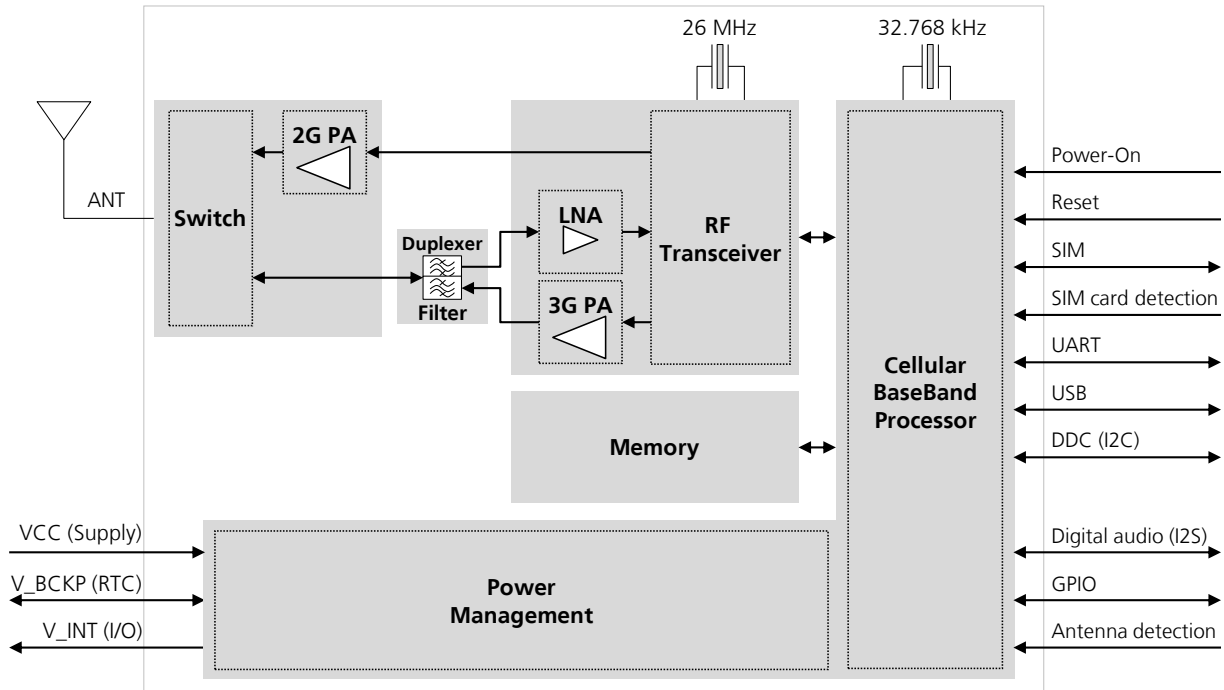 26 MHz
32.768 kHz
ANT
Switch
2G PA
Duplexer
Filter
LNA
3G PA
RF
Transceiver
Memory
Cellular
BaseBand
Processor
Power
Management
VCC (Supply)
V_BCKP (RTC)
V_INT (I/O)
Power-On
Reset
SIM
SIM card detection
UART
USB
DDC (I2C)
Digital audio (I2S)
GPIO
Antenna detection